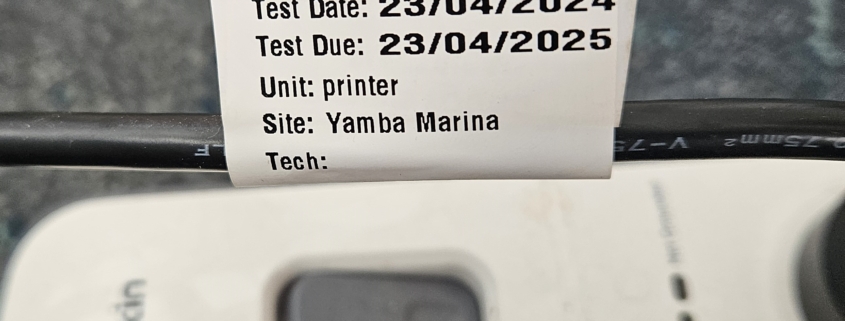 Test Date: 23/04/2024
Test Due: 23/04/2025
Unit: printer
Site: Yamba Marina
Tech: